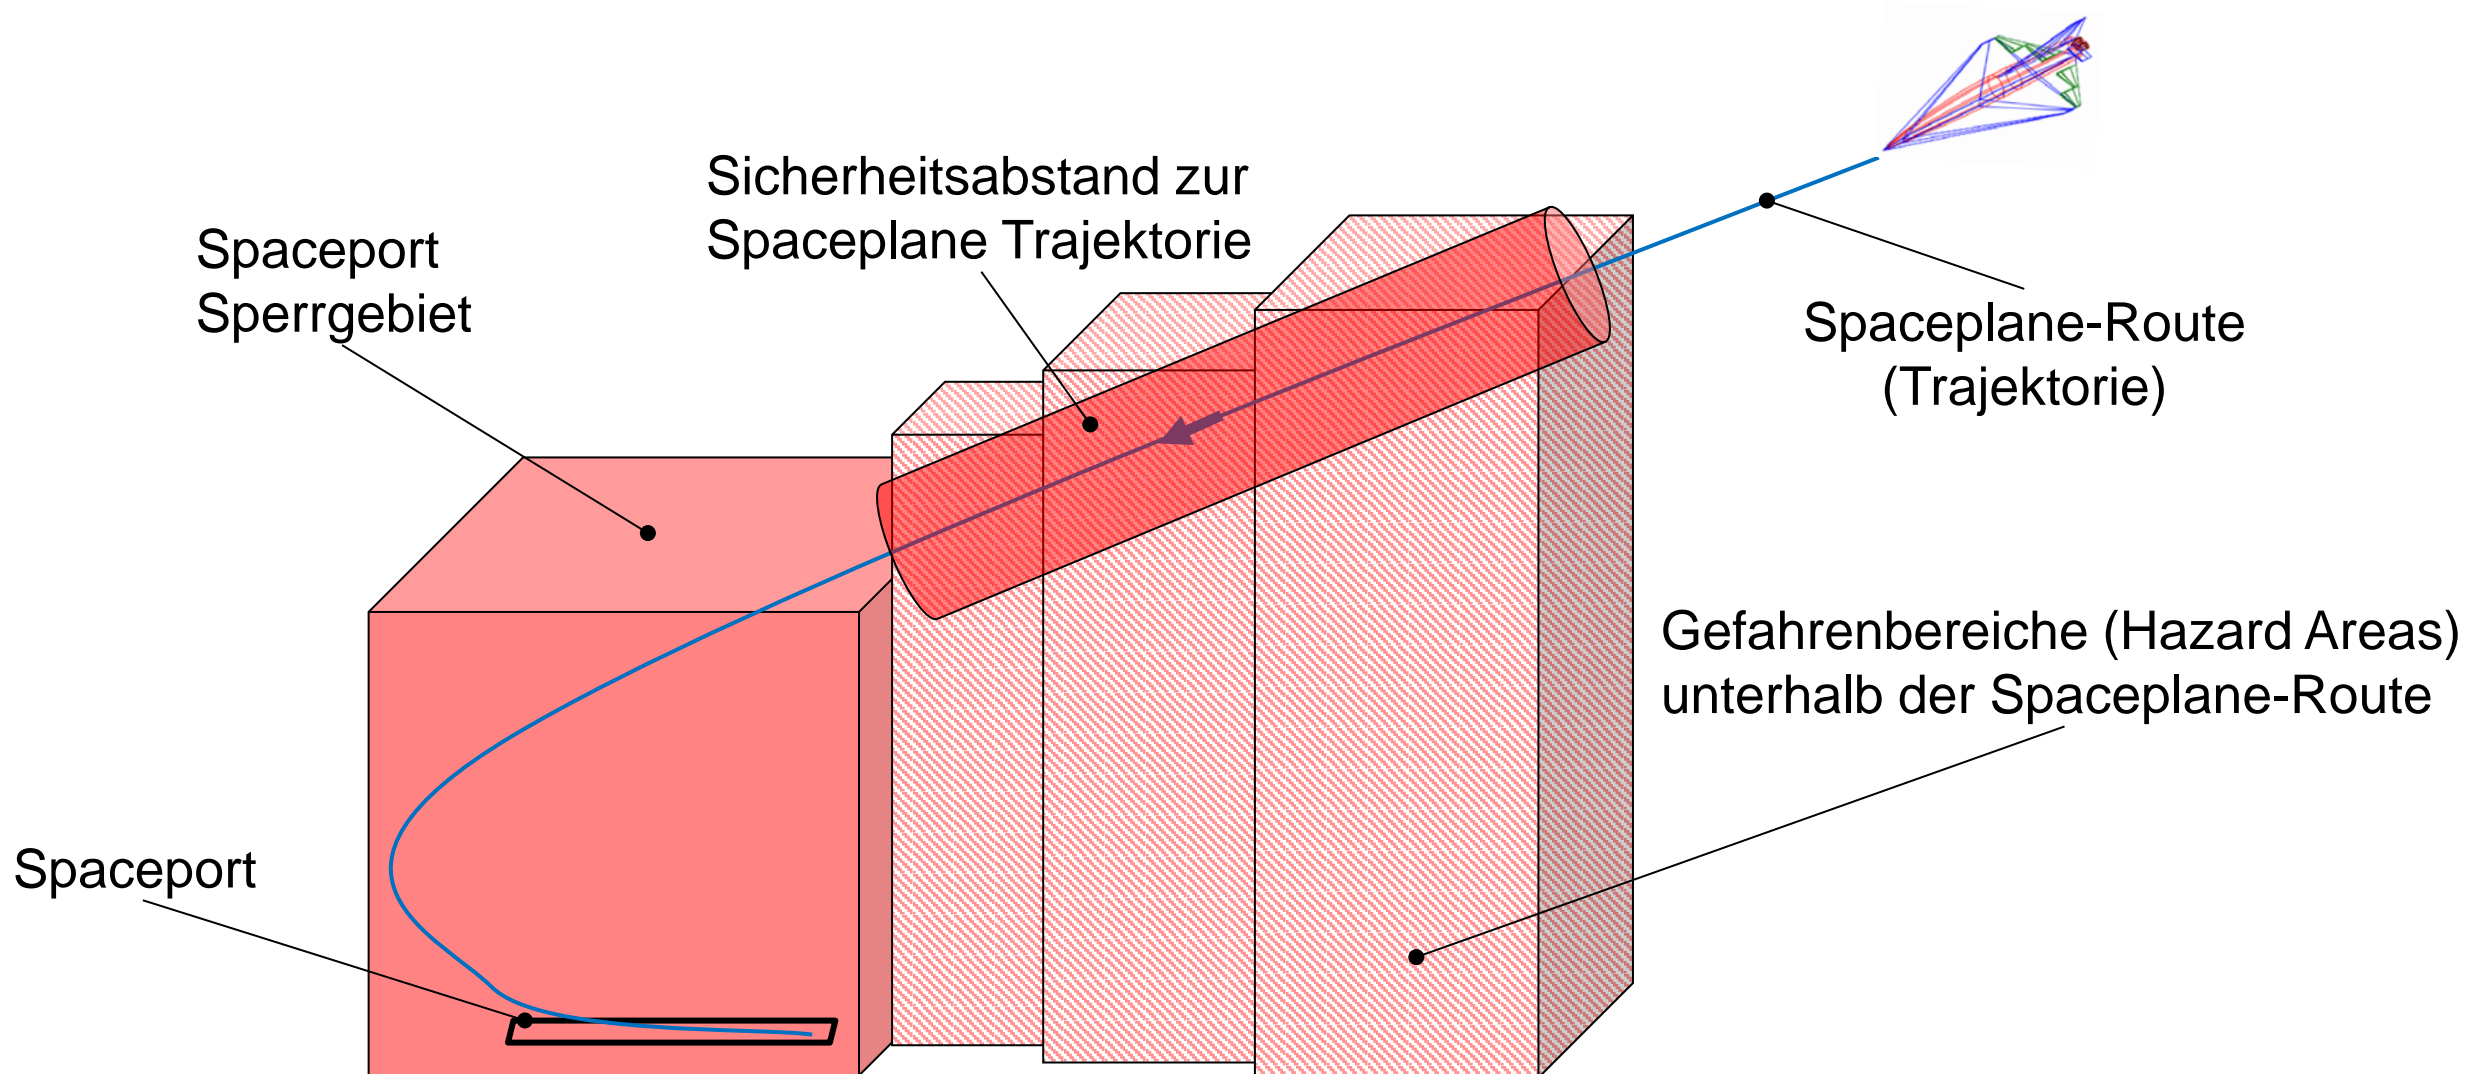 Sicherheitsabstand zur
Spaceplane Trajektorie
Spaceport
Sperrgebiet
Spaceplane-Route
(Trajektorie)
Gefahrenbereiche (Hazard Areas)
unterhalb der Spaceplane-Route
Spaceport